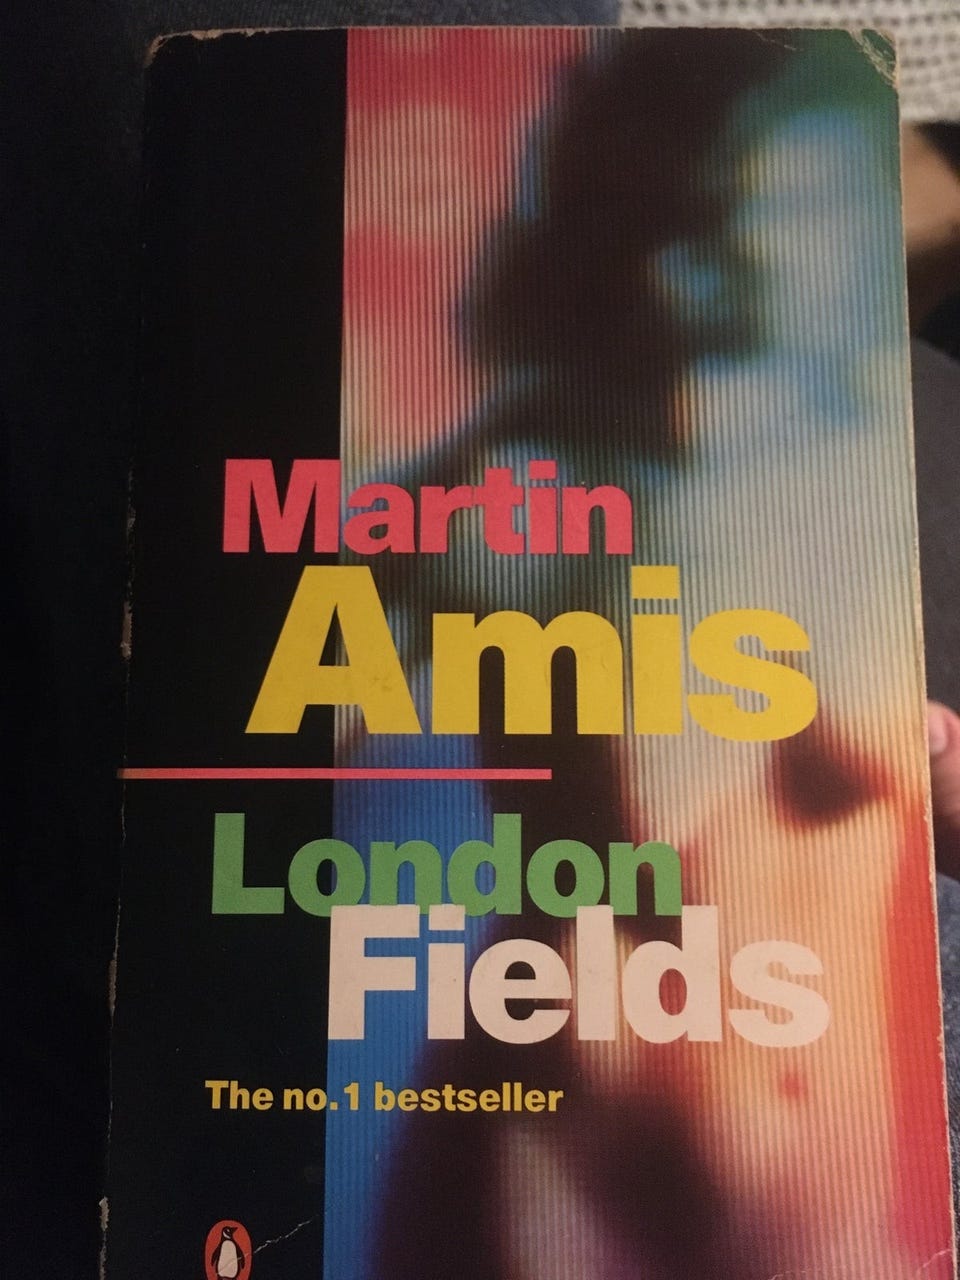 Martin
Amis
London
Fields
The no.1 bestseller